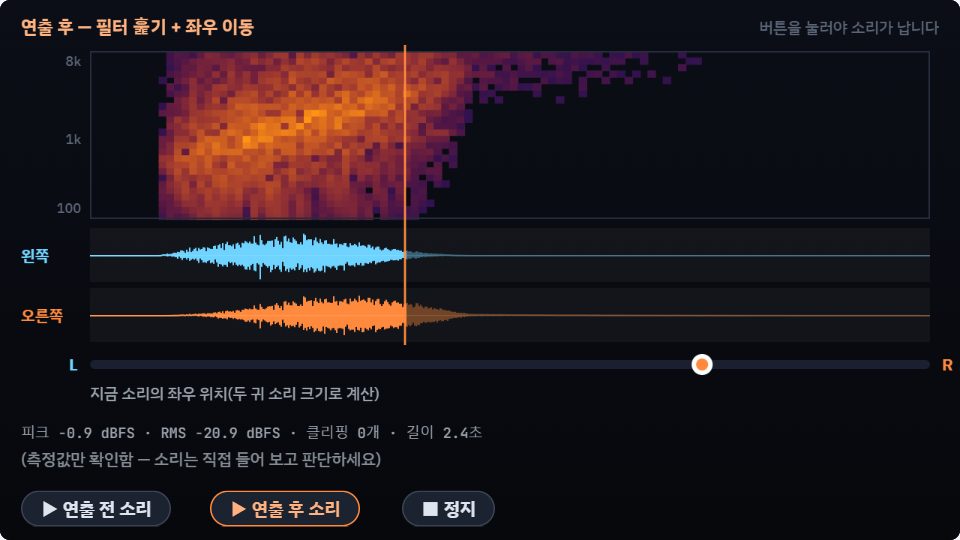 연출 후 — 필터 훑기 + 좌우 이동
버튼을 눌러야 소리가 납니다
8k
1k
100
왼쪽
오른쪽
L
R
지금 소리의 좌우 위치(두 귀 소리 크기로 계산)
피크 -0.9 dBFS · RMS -20.9 dBFS · 클리핑 0개 · 길이 2.4초
(측정값만 확인함 — 소리는 직접 들어 보고 판단하세요)
▶ 연출 전 소리
▶ 연출 후 소리
■ 정지